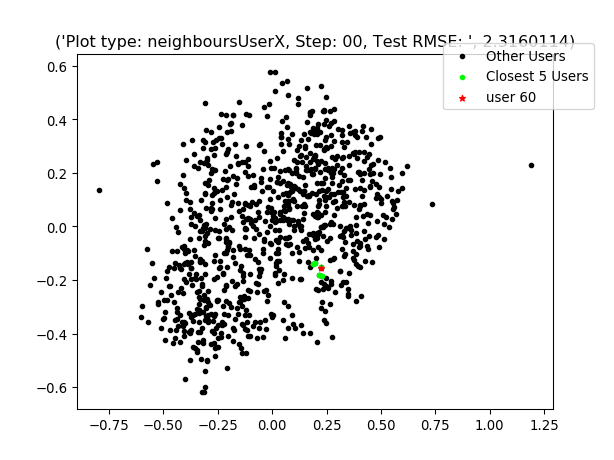 ('Plot type: neighboursUserX, Step: 00, Test RMSE: ', 2.3160114)
Other Users
Closest 5 Users
user 60
0.6
0.4
0.2
0.0
−0.2
−0.4
−0.6
−0.75 −0.50 −0.25 0.00 0.25 0.50 0.75 1.00 1.25